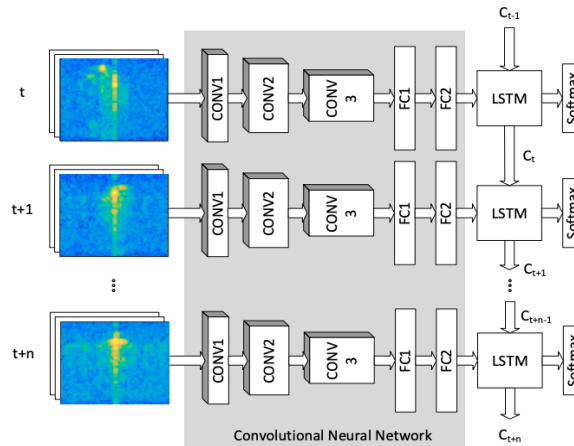 C_{t-1}
t
CONV1
CONV2
CONV
3
FC1
FC2
LSTM
Softmax
C_t
t+1
CONV1
CONV2
CONV
3
FC1
FC2
LSTM
Softmax
C_{t+1}
C_{t+n-1}
t+n
CONV1
CONV2
CONV
3
FC1
FC2
LSTM
Softmax
C_{t+n}
Convolutional Neural Network